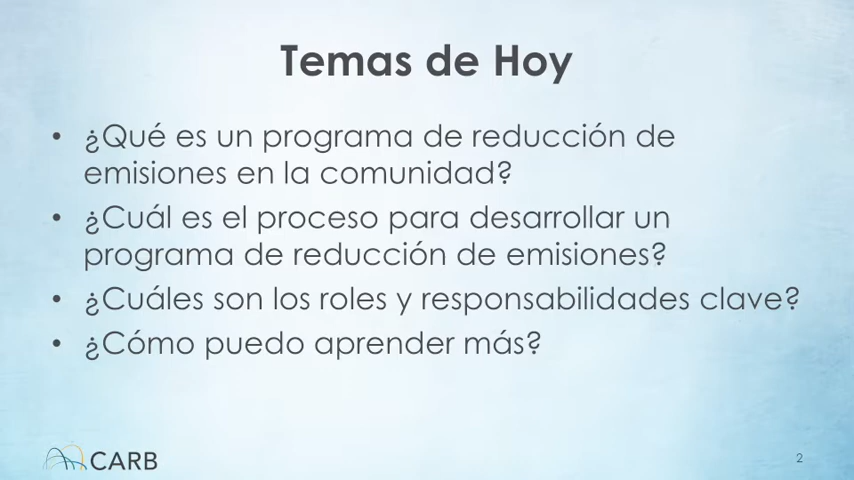 Temas de Hoy
• ¿Qué es un programa de reducción de
emisiones en la comunidad?
• ¿Cuál es el proceso para desarrollar un
programa de reducción de emisiones?
• ¿Cuáles son los roles y responsabilidades clave?
• ¿Cómo puedo aprender más?
CARB
2